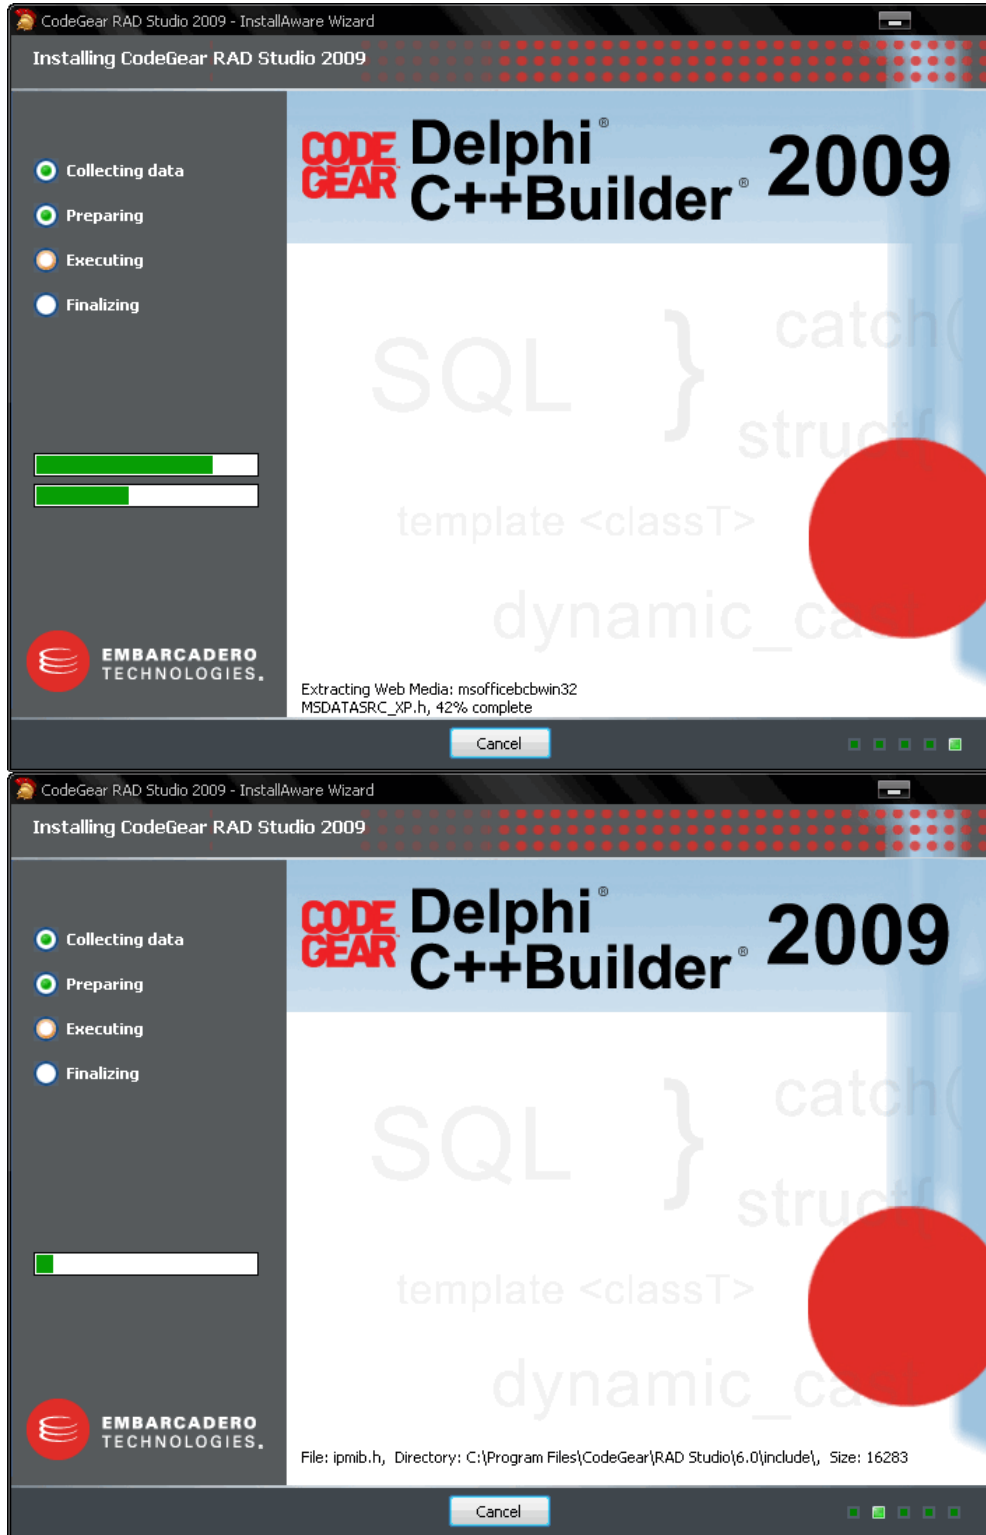 CodeGear RAD Studio 2009 - InstallAware Wizard
Installing CodeGear RAD Studio 2009
CODE GEAR™ Delphi® C++Builder® 2009
Collecting data
Preparing
Executing
Finalizing
catch(
SQL }
struct{
template <classT>
dynamic_cast
EMBARCADERO
TECHNOLOGIES.
Extracting Web Media: msofficebcbwin32
MSDATASRC_XP.h, 42% complete
Cancel
CodeGear RAD Studio 2009 - InstallAware Wizard
Installing CodeGear RAD Studio 2009
CODE GEAR™ Delphi® C++Builder® 2009
Collecting data
Preparing
Executing
Finalizing
catch(
SQL }
struct{
template <classT>
dynamic_cast
EMBARCADERO
TECHNOLOGIES.
File: ipmib.h, Directory: C:\Program Files\CodeGear\RAD Studio\6.0\include\, Size: 16283
Cancel